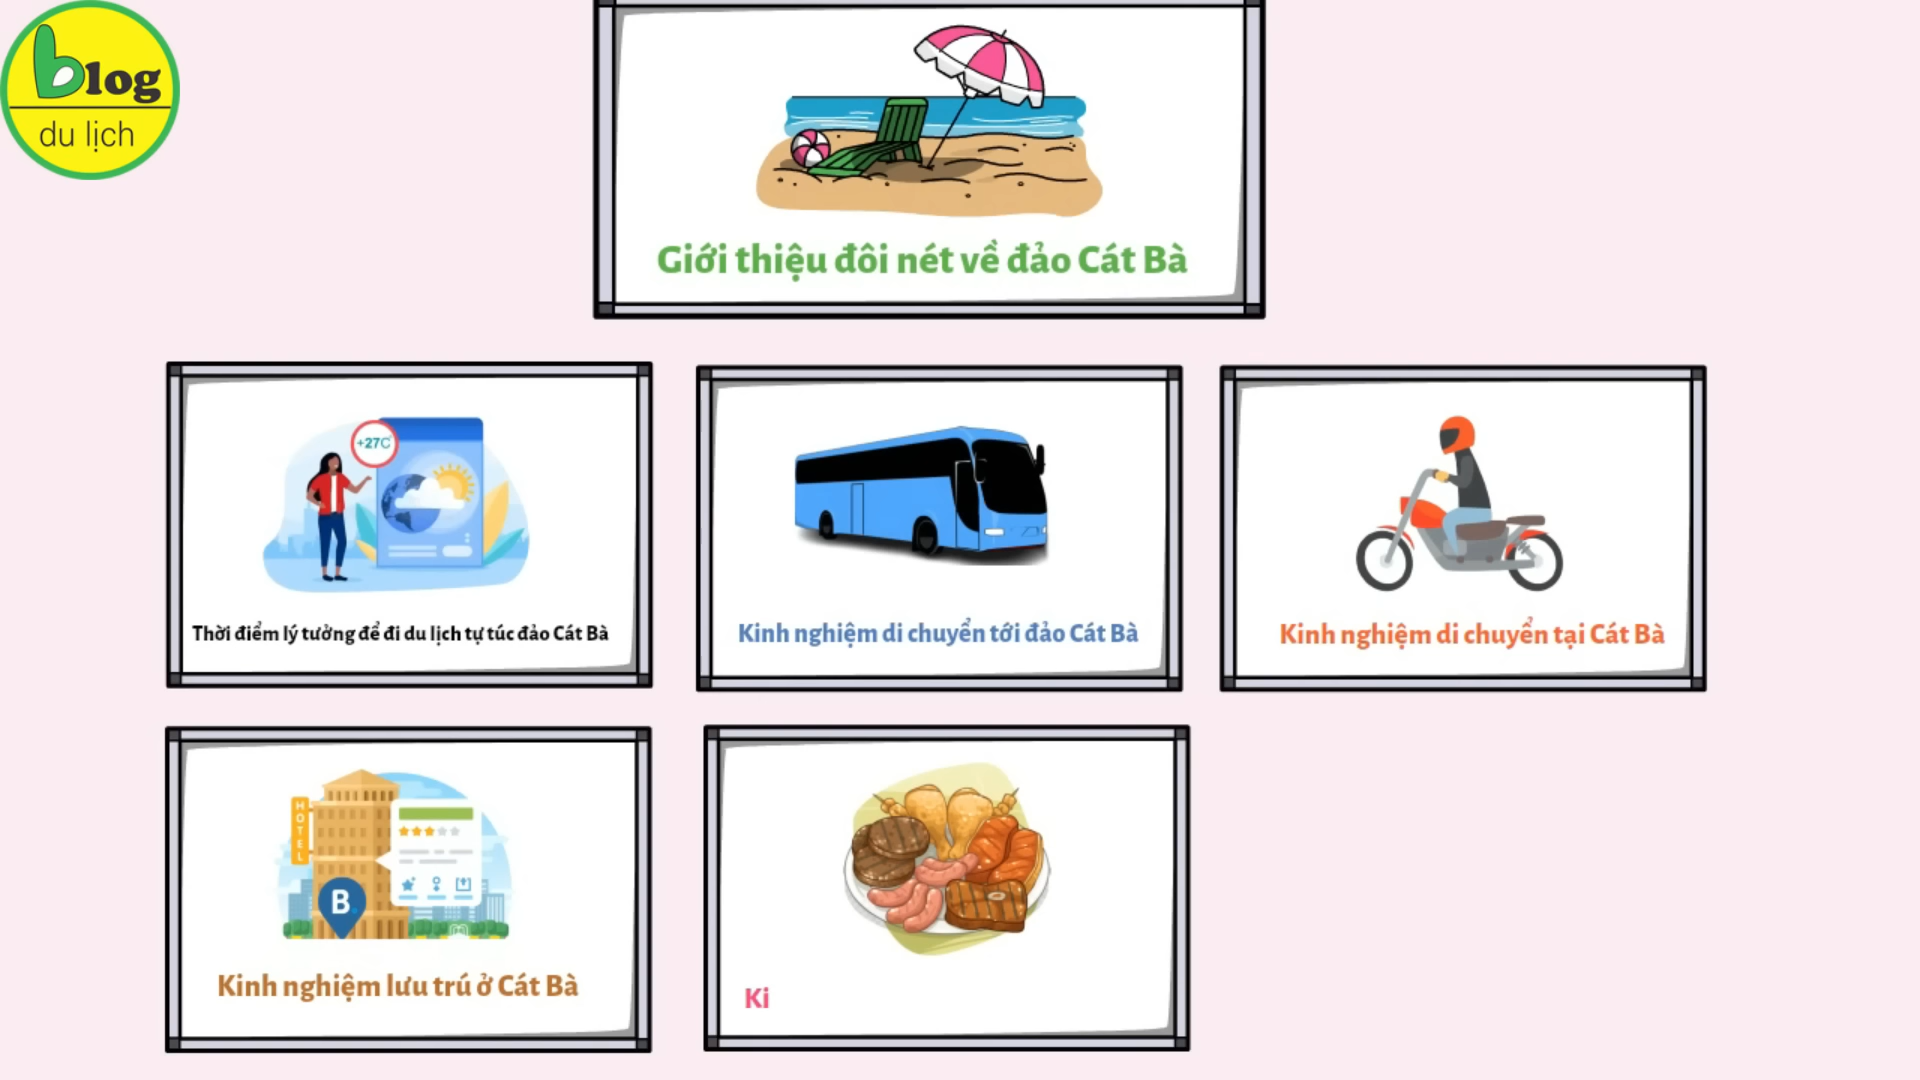 blog
du lịch
Giới thiệu đôi nét về đảo Cát Bà
+27C
Thời điểm lý tưởng để đi du lịch tự túc đảo Cát Bà
Kinh nghiệm di chuyển tới đảo Cát Bà
Kinh nghiệm di chuyển tại Cát Bà
HOTEL
B.
Kinh nghiệm lưu trú ở Cát Bà
Ki